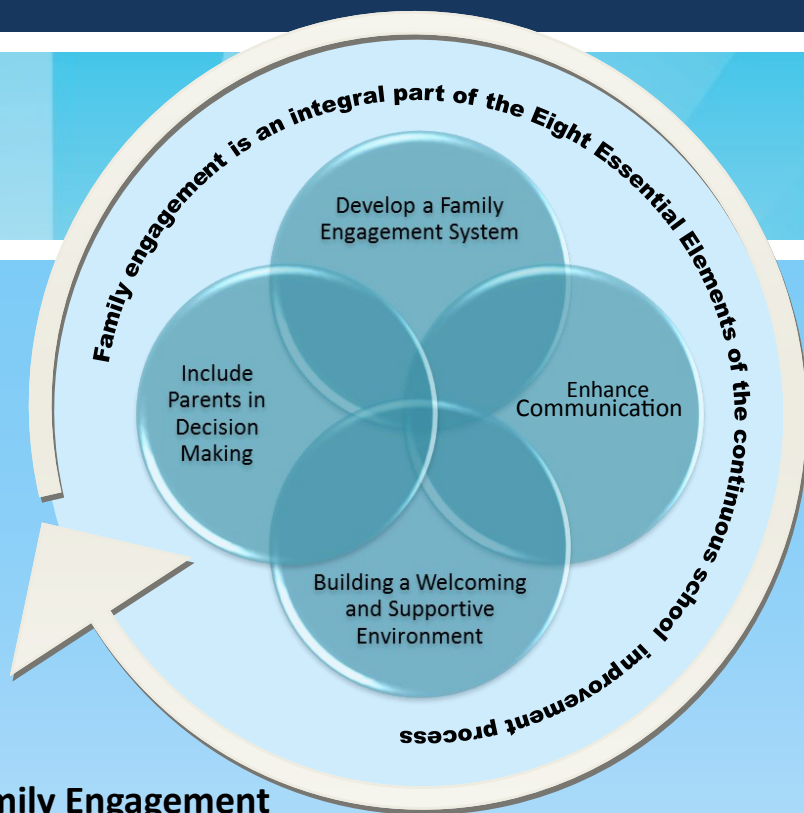 Family engagement is an integral part of the Eight Essential Elements of the continuous school improvement process
Develop a Family
Engagement System
Include
Parents in
Decision
Making
Enhance
Communication
Building a Welcoming
and Supportive
Environment
mily Engagement